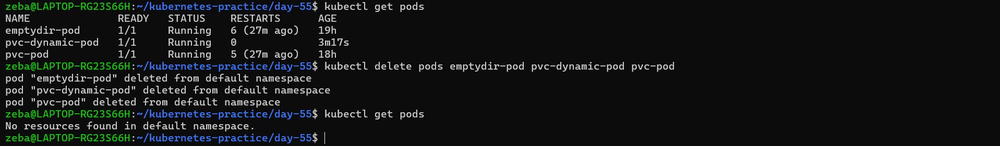 zeba@LAPTOP-RG23S66H:~/kubernetes-practice/day-55$ kubectl get pods
NAME              READY   STATUS    RESTARTS      AGE
emptydir-pod      1/1     Running   6 (27m ago)   19h
pvc-dynamic-pod   1/1     Running   0             3m17s
pvc-pod           1/1     Running   5 (27m ago)   18h
zeba@LAPTOP-RG23S66H:~/kubernetes-practice/day-55$ kubectl delete pods emptydir-pod pvc-dynamic-pod pvc-pod
pod "emptydir-pod" deleted from default namespace
pod "pvc-dynamic-pod" deleted from default namespace
pod "pvc-pod" deleted from default namespace
zeba@LAPTOP-RG23S66H:~/kubernetes-practice/day-55$ kubectl get pods
No resources found in default namespace.
zeba@LAPTOP-RG23S66H:~/kubernetes-practice/day-55$